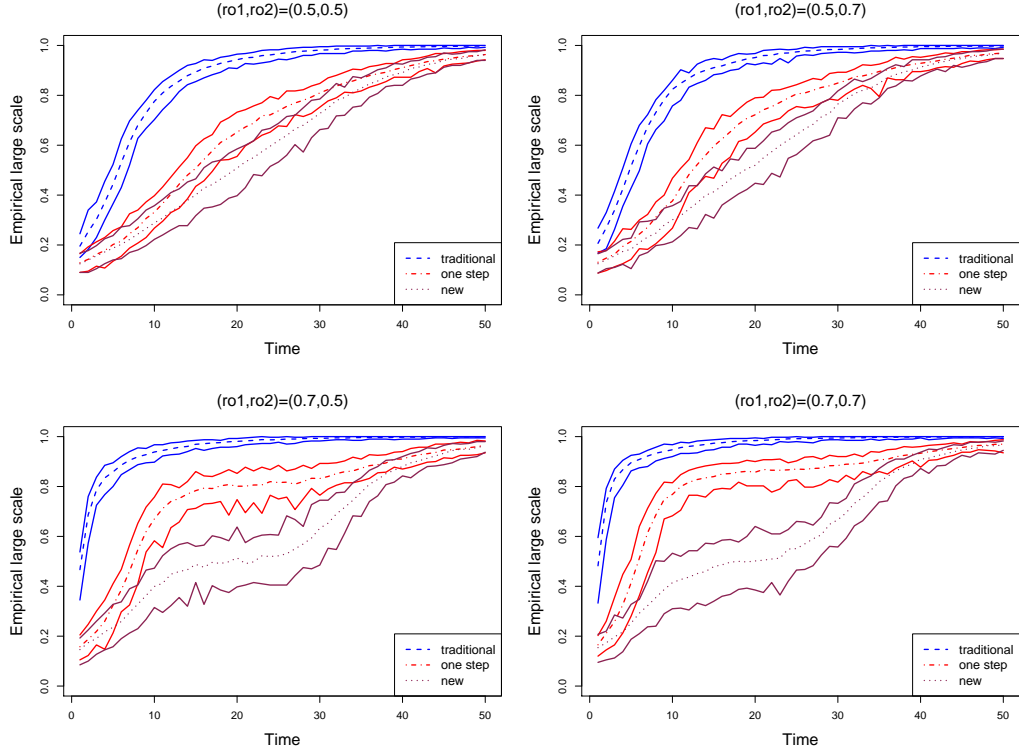 (ro1,ro2)=(0.5,0.5)
Empirical large scale
1.0
0.8
0.6
0.4
0.2
0.0
traditional
one step
new
0 10 20 30 40 50
Time
(ro1,ro2)=(0.5,0.7)
Empirical large scale
1.0
0.8
0.6
0.4
0.2
0.0
traditional
one step
new
0 10 20 30 40 50
Time
(ro1,ro2)=(0.7,0.5)
Empirical large scale
1.0
0.8
0.6
0.4
0.2
0.0
traditional
one step
new
0 10 20 30 40 50
Time
(ro1,ro2)=(0.7,0.7)
Empirical large scale
1.0
0.8
0.6
0.4
0.2
0.0
traditional
one step
new
0 10 20 30 40 50
Time